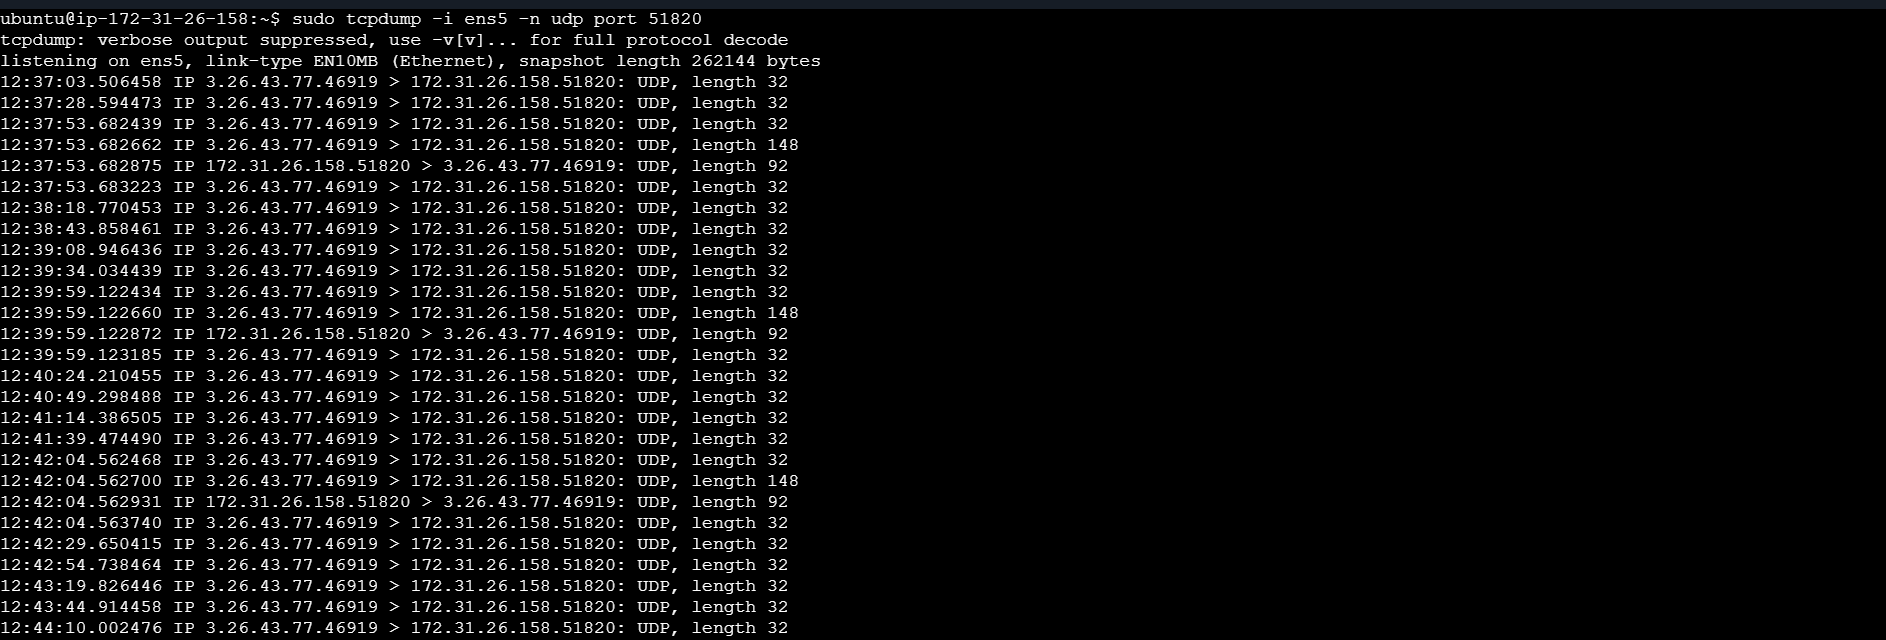 ubuntu@ip-172-31-26-158:~$ sudo tcpdump -i ens5 -n udp port 51820
tcpdump: verbose output suppressed, use -v[v]... for full protocol decode
listening on ens5, link-type EN10MB (Ethernet), snapshot length 262144 bytes
12:37:03.506458 IP 3.26.43.77.46919 > 172.31.26.158.51820: UDP, length 32
12:37:28.594473 IP 3.26.43.77.46919 > 172.31.26.158.51820: UDP, length 32
12:37:53.682439 IP 3.26.43.77.46919 > 172.31.26.158.51820: UDP, length 32
12:37:53.682662 IP 3.26.43.77.46919 > 172.31.26.158.51820: UDP, length 148
12:37:53.682875 IP 172.31.26.158.51820 > 3.26.43.77.46919: UDP, length 92
12:37:53.683223 IP 3.26.43.77.46919 > 172.31.26.158.51820: UDP, length 32
12:38:18.770453 IP 3.26.43.77.46919 > 172.31.26.158.51820: UDP, length 32
12:38:43.858461 IP 3.26.43.77.46919 > 172.31.26.158.51820: UDP, length 32
12:39:08.946436 IP 3.26.43.77.46919 > 172.31.26.158.51820: UDP, length 32
12:39:34.034439 IP 3.26.43.77.46919 > 172.31.26.158.51820: UDP, length 32
12:39:59.122434 IP 3.26.43.77.46919 > 172.31.26.158.51820: UDP, length 32
12:39:59.122660 IP 3.26.43.77.46919 > 172.31.26.158.51820: UDP, length 148
12:39:59.122872 IP 172.31.26.158.51820 > 3.26.43.77.46919: UDP, length 92
12:39:59.123185 IP 3.26.43.77.46919 > 172.31.26.158.51820: UDP, length 32
12:40:24.210455 IP 3.26.43.77.46919 > 172.31.26.158.51820: UDP, length 32
12:40:49.298488 IP 3.26.43.77.46919 > 172.31.26.158.51820: UDP, length 32
12:41:14.386505 IP 3.26.43.77.46919 > 172.31.26.158.51820: UDP, length 32
12:41:39.474490 IP 3.26.43.77.46919 > 172.31.26.158.51820: UDP, length 32
12:42:04.562468 IP 3.26.43.77.46919 > 172.31.26.158.51820: UDP, length 32
12:42:04.562700 IP 3.26.43.77.46919 > 172.31.26.158.51820: UDP, length 148
12:42:04.562931 IP 172.31.26.158.51820 > 3.26.43.77.46919: UDP, length 92
12:42:04.563740 IP 3.26.43.77.46919 > 172.31.26.158.51820: UDP, length 32
12:42:29.650415 IP 3.26.43.77.46919 > 172.31.26.158.51820: UDP, length 32
12:42:54.738464 IP 3.26.43.77.46919 > 172.31.26.158.51820: UDP, length 32
12:43:19.826446 IP 3.26.43.77.46919 > 172.31.26.158.51820: UDP, length 32
12:43:44.914458 IP 3.26.43.77.46919 > 172.31.26.158.51820: UDP, length 32
12:44:10.002476 IP 3.26.43.77.46919 > 172.31.26.158.51820: UDP, length 32